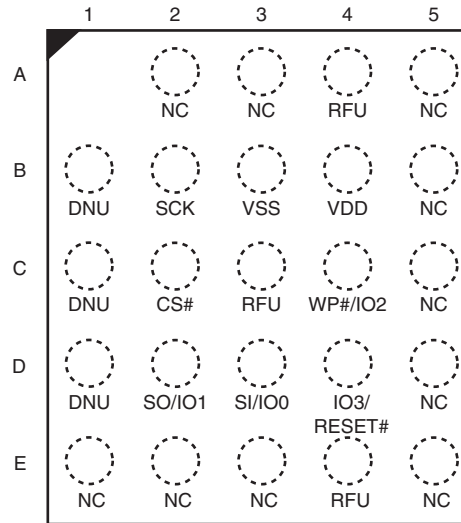 1 2 3 4 5
A
NC NC RFU NC
B
DNU SCK VSS VDD NC
C
DNU CS# RFU WP#/IO2 NC
D
DNU SO/IO1 SI/IO0 IO3/ NC
RESET#
E
NC NC NC RFU NC